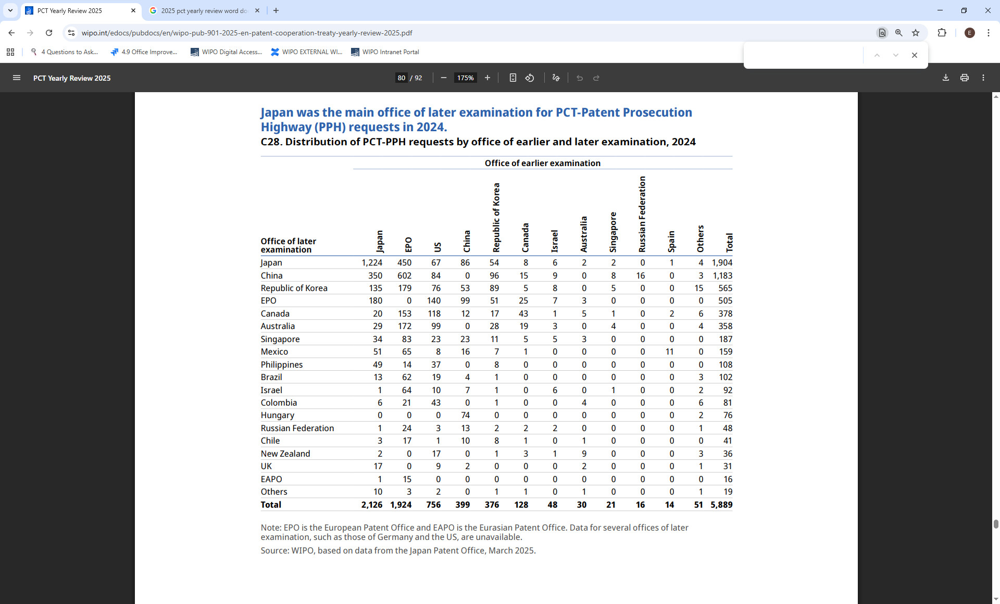 PCT Yearly Review 2025
2025 pct yearly review word do
wipo.int/edocs/pubdocs/en/wipo-pub-901-2025-en-patent-cooperation-treaty-yearly-review-2025.pdf
E
4 Questions to Ask...
4.9 Office Improve...
WIPO Digital Access...
WIPO EXTERNAL WI...
WIPO Intranet Portal
PCT Yearly Review 2025
80 / 92
175%
Japan was the main office of later examination for PCT-Patent Prosecution
Highway (PPH) requests in 2024.
C28. Distribution of PCT-PPH requests by office of earlier and later examination, 2024
Office of earlier examination
Office of later
examination
Japan EPO US China Republic of Korea Canada Israel Australia Singapore Russian Federation Spain Others Total
Japan 1,224 450 67 86 54 8 6 2 2 0 1 4 1,904
China 350 602 84 0 96 15 9 0 8 16 0 3 1,183
Republic of Korea 135 179 76 53 89 5 8 0 5 0 0 15 565
EPO 180 0 140 99 51 25 7 3 0 0 0 0 505
Canada 20 153 118 12 17 43 1 5 1 0 2 6 378
Australia 29 172 99 0 28 19 3 0 4 0 0 4 358
Singapore 34 83 23 23 11 5 5 3 0 0 0 0 187
Mexico 51 65 8 16 7 1 0 0 0 0 11 0 159
Philippines 49 14 37 0 8 0 0 0 0 0 0 0 108
Brazil 13 62 19 4 1 0 0 0 0 0 0 3 102
Israel 1 64 10 7 1 0 6 0 1 0 0 2 92
Colombia 6 21 43 0 1 0 0 4 0 0 0 6 81
Hungary 0 0 0 74 0 0 0 0 0 0 0 2 76
Russian Federation 1 24 3 13 2 2 2 0 0 0 0 1 48
Chile 3 17 1 10 8 1 0 1 0 0 0 0 41
New Zealand 2 0 17 0 1 3 1 9 0 0 0 3 36
UK 17 0 9 2 0 0 0 2 0 0 0 1 31
EAPO 1 15 0 0 0 0 0 0 0 0 0 0 16
Others 10 3 2 0 1 1 0 1 0 0 0 1 19
Total 2,126 1,924 756 399 376 128 48 30 21 16 14 51 5,889
Note: EPO is the European Patent Office and EAPO is the Eurasian Patent Office. Data for several offices of later
examination, such as those of Germany and the US, are unavailable.
Source: WIPO, based on data from the Japan Patent Office, March 2025.